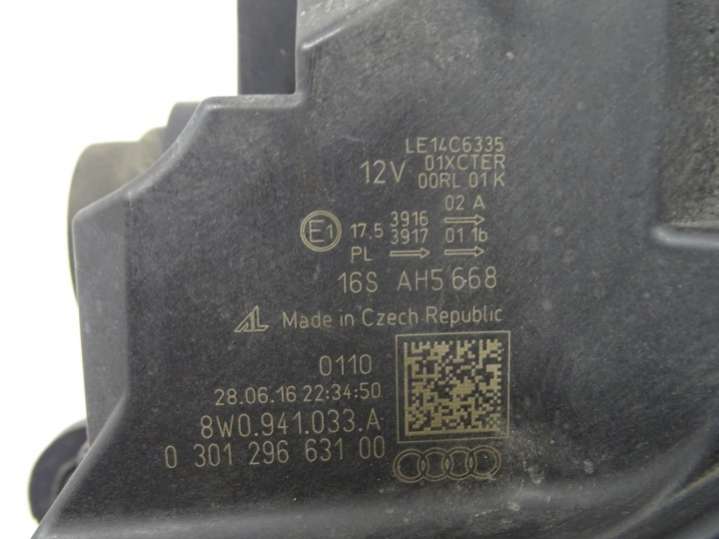 LE14C6335
12V 01XCTER
00RL 01K
02 A
E1 17.5 3916
3917 01 1b
PL
16S AH5 668
AL Made in Czech Republic
0110
28.06.16 22:34:50
8W0.941.033.A
0 301 296 631 00